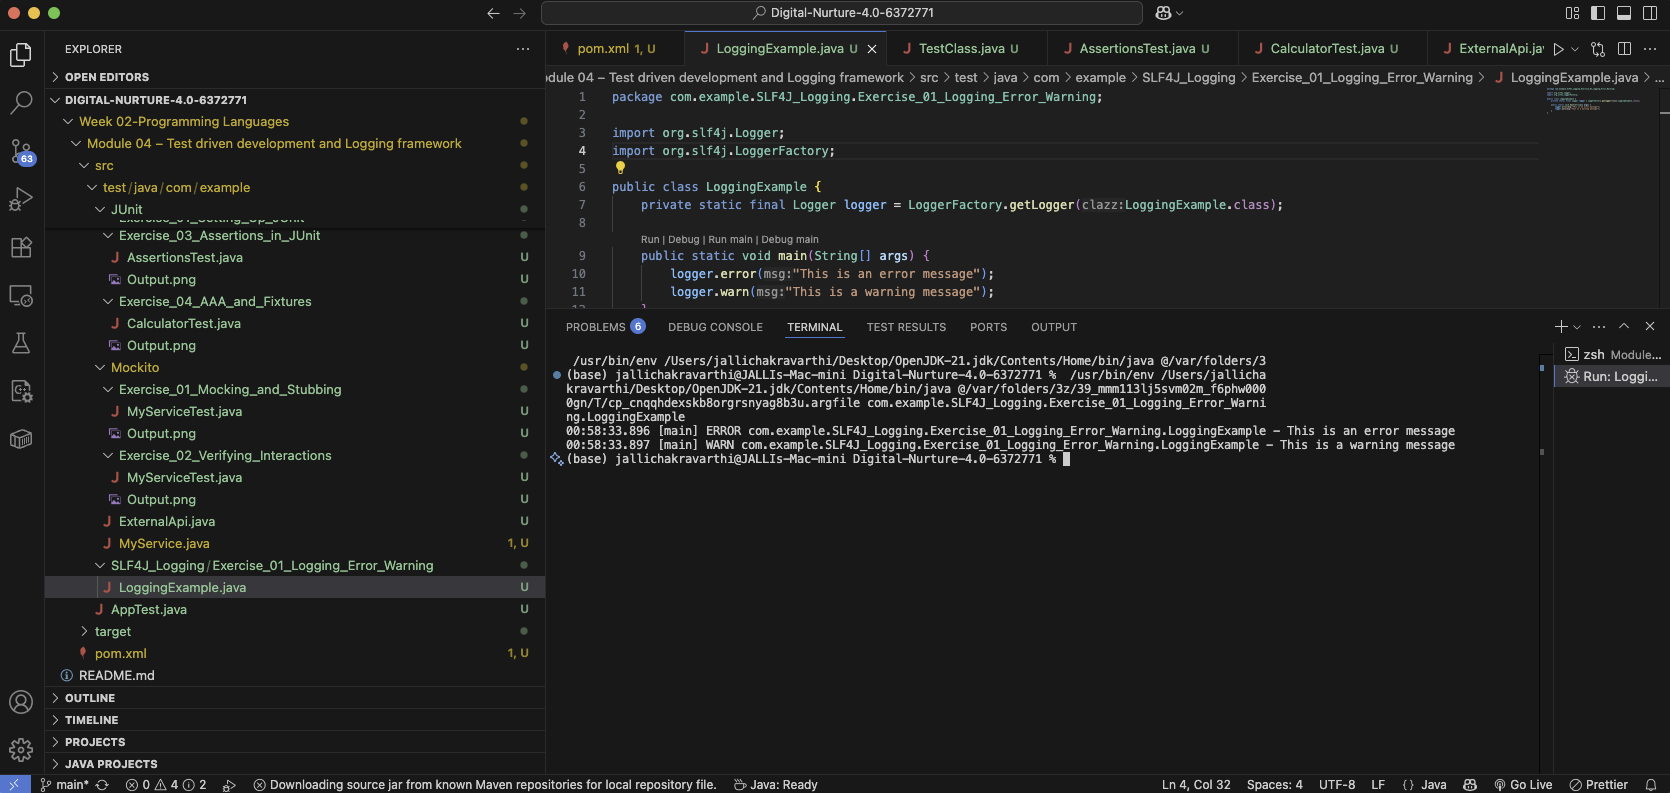 Digital-Nurture-4.0-6372771
EXPLORER
OPEN EDITORS
DIGITAL-NURTURE-4.0-6372771
Week 02-Programming Languages
Module 04 – Test driven development and Logging framework
src
test/java/com/example
JUnit
Exercise_03_Assertions_in_JUnit
AssertionsTest.java U
Output.png U
Exercise_04_AAA_and_Fixtures
CalculatorTest.java U
Output.png U
Mockito
Exercise_01_Mocking_and_Stubbing
MyServiceTest.java U
Output.png U
Exercise_02_Verifying_Interactions
MyServiceTest.java U
Output.png U
ExternalApi.java U
MyService.java 1, U
SLF4J_Logging/Exercise_01_Logging_Error_Warning
LoggingExample.java U
AppTest.java U
target
pom.xml 1, U
README.md
OUTLINE
TIMELINE
PROJECTS
JAVA PROJECTS
63
pom.xml 1, U LoggingExample.java U TestClass.java U AssertionsTest.java U CalculatorTest.java U ExternalApi.ja
odule 04 – Test driven development and Logging framework > src > test > java > com > example > SLF4J_Logging > Exercise_01_Logging_Error_Warning > LoggingExample.java > ...
1 package com.example.SLF4J_Logging.Exercise_01_Logging_Error_Warning;
2
3 import org.slf4j.Logger;
4 import org.slf4j.LoggerFactory;
5
6 public class LoggingExample {
7 private static final Logger logger = LoggerFactory.getLogger(clazz:LoggingExample.class);
8
Run | Debug | Run main | Debug main
9 public static void main(String[] args) {
10 logger.error(msg:"This is an error message");
11 logger.warn(msg:"This is a warning message");
12 }
PROBLEMS 6 DEBUG CONSOLE TERMINAL TEST RESULTS PORTS OUTPUT
/usr/bin/env /Users/jallichakravarthi/Desktop/OpenJDK-21.jdk/Contents/Home/bin/java @/var/folders/3
(base) jallichakravarthi@JALLIs-Mac-mini Digital-Nurture-4.0-6372771 % /usr/bin/env /Users/jallicha
kravarthi/Desktop/OpenJDK-21.jdk/Contents/Home/bin/java @/var/folders/3z/39_mmm113lj5svm02m_f6phw000
0gn/T/cp_cnqqhdexskb8orgrsnyag8b3u.argfile com.example.SLF4J_Logging.Exercise_01_Logging_Error_Warni
ng.LoggingExample
00:58:33.896 [main] ERROR com.example.SLF4J_Logging.Exercise_01_Logging_Error_Warning.LoggingExample - This is an error message
00:58:33.897 [main] WARN com.example.SLF4J_Logging.Exercise_01_Logging_Error_Warning.LoggingExample - This is a warning message
(base) jallichakravarthi@JALLIs-Mac-mini Digital-Nurture-4.0-6372771 %
zsh Module...
Run: Loggi...
main* 0 4 2 Downloading source jar from known Maven repositories for local repository file. Java: Ready Ln 4, Col 32 Spaces: 4 UTF-8 LF {} Java Go Live Prettier